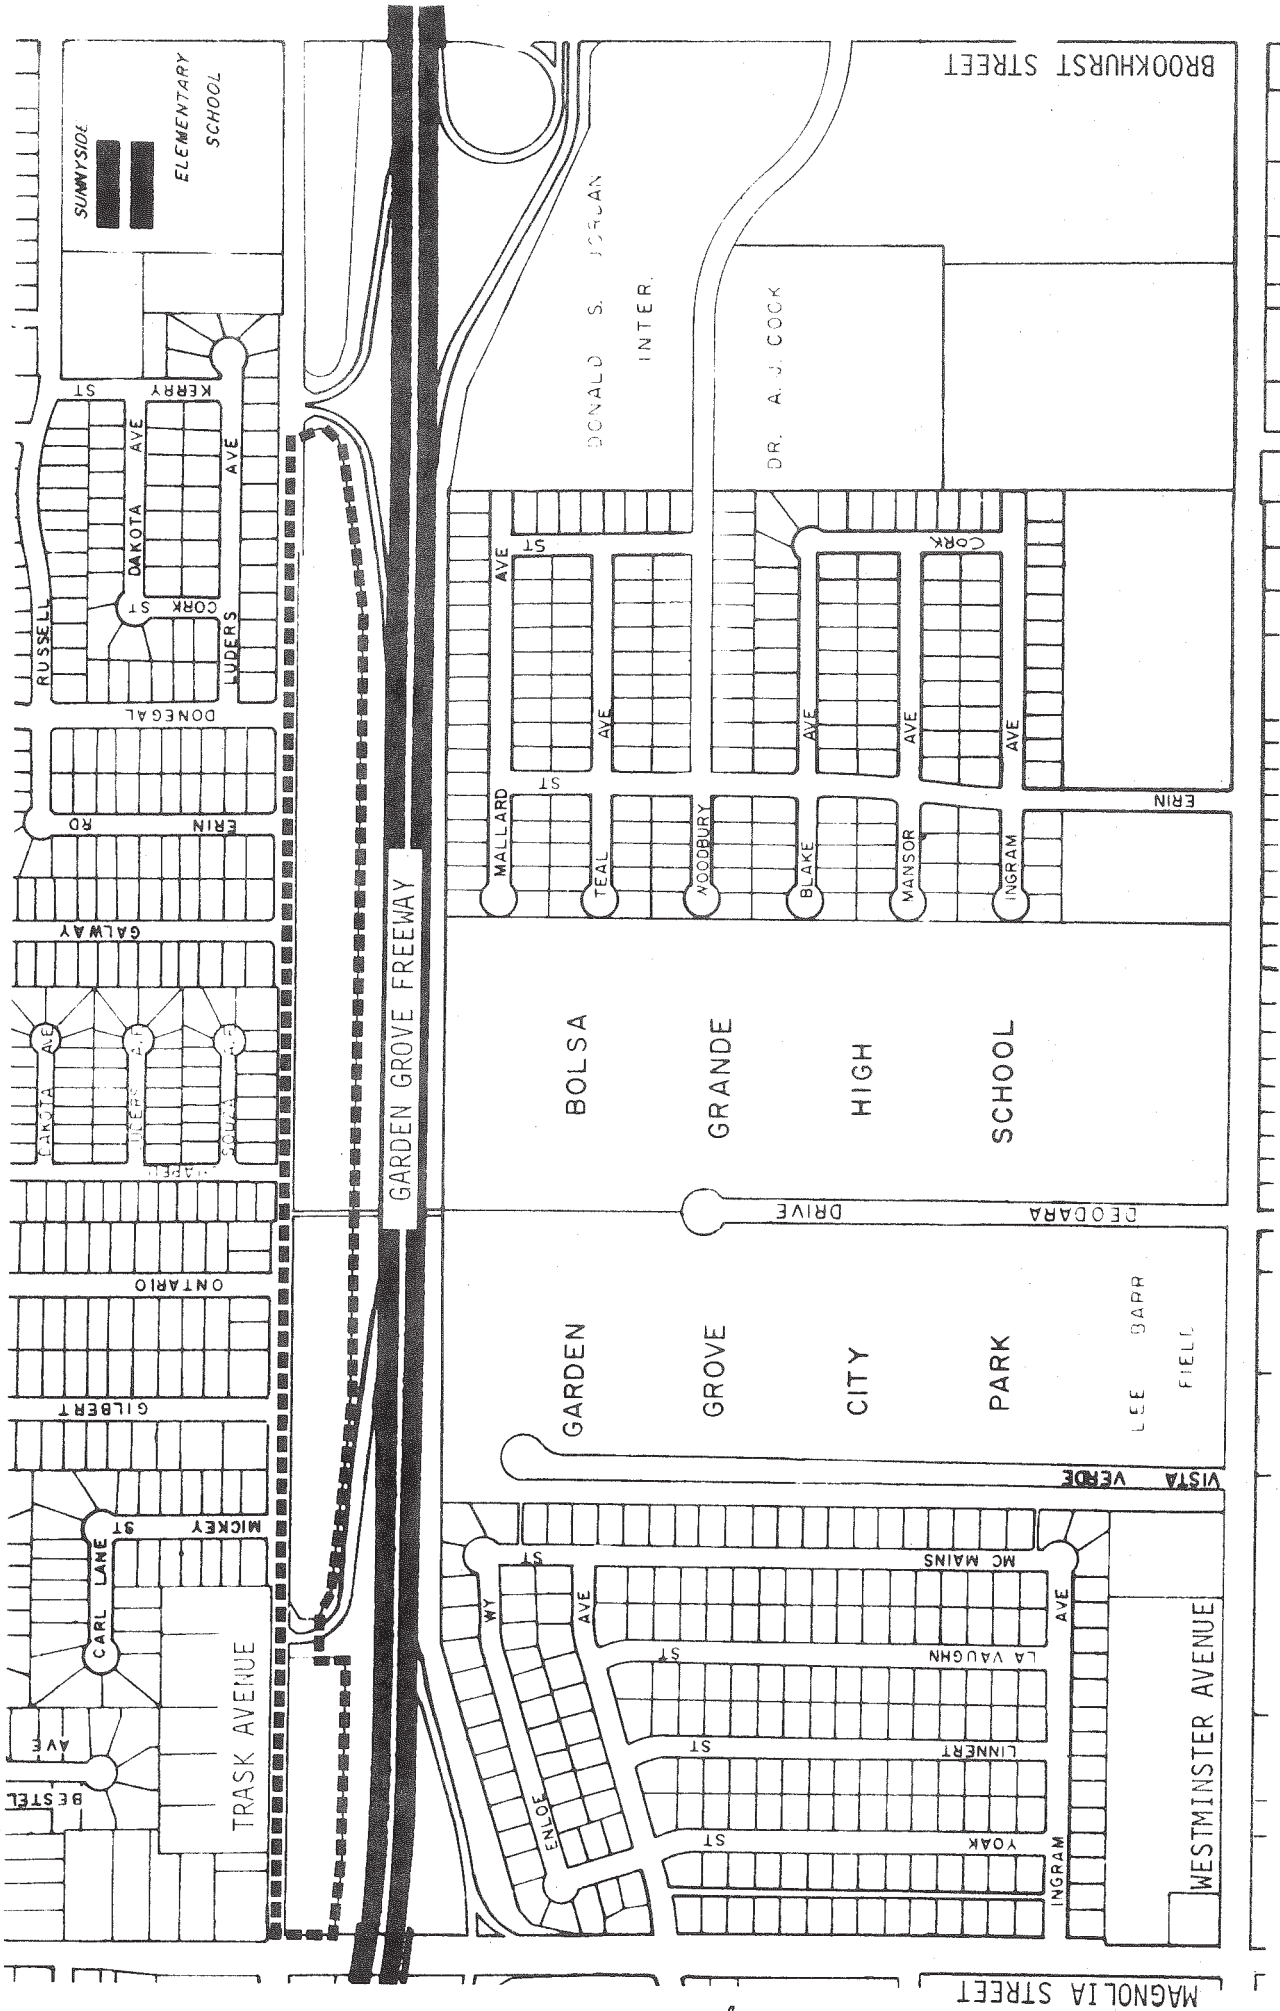 BROOKHURST STREET
SUNNYSIDE
ELEMENTARY
SCHOOL
KERRY ST
DAKOTA AVE
CORK ST
LUDERS AVE
RUSSELL
DONEGAL
ERIN RD
GALWAY
DAKOTA AVE
ONTARIO
GILBERT
MICKEY ST
CARL LANE
BESTEL AVE
TRASK AVENUE
GARDEN GROVE FREEWAY
DONALD S. JORDAN
INTER.
DR. A. J. COOK
MALLARD AVE
TEAL AVE
WOODBURY
BLAKE AVE
MANSOR AVE
INGRAM AVE
ST
CORK
ST
ERIN
BOLSA
GRANDE
HIGH
SCHOOL
DEODARA DRIVE
GARDEN
GROVE
CITY
PARK
LEE BARR
FIELD
VISTA VERDE
MC MAINS ST
ENLOE WY
AVE
LA VAUGHN ST
LINNERT ST
YOAK ST
INGRAM AVE
WESTMINSTER AVENUE
MAGNOLIA STREET